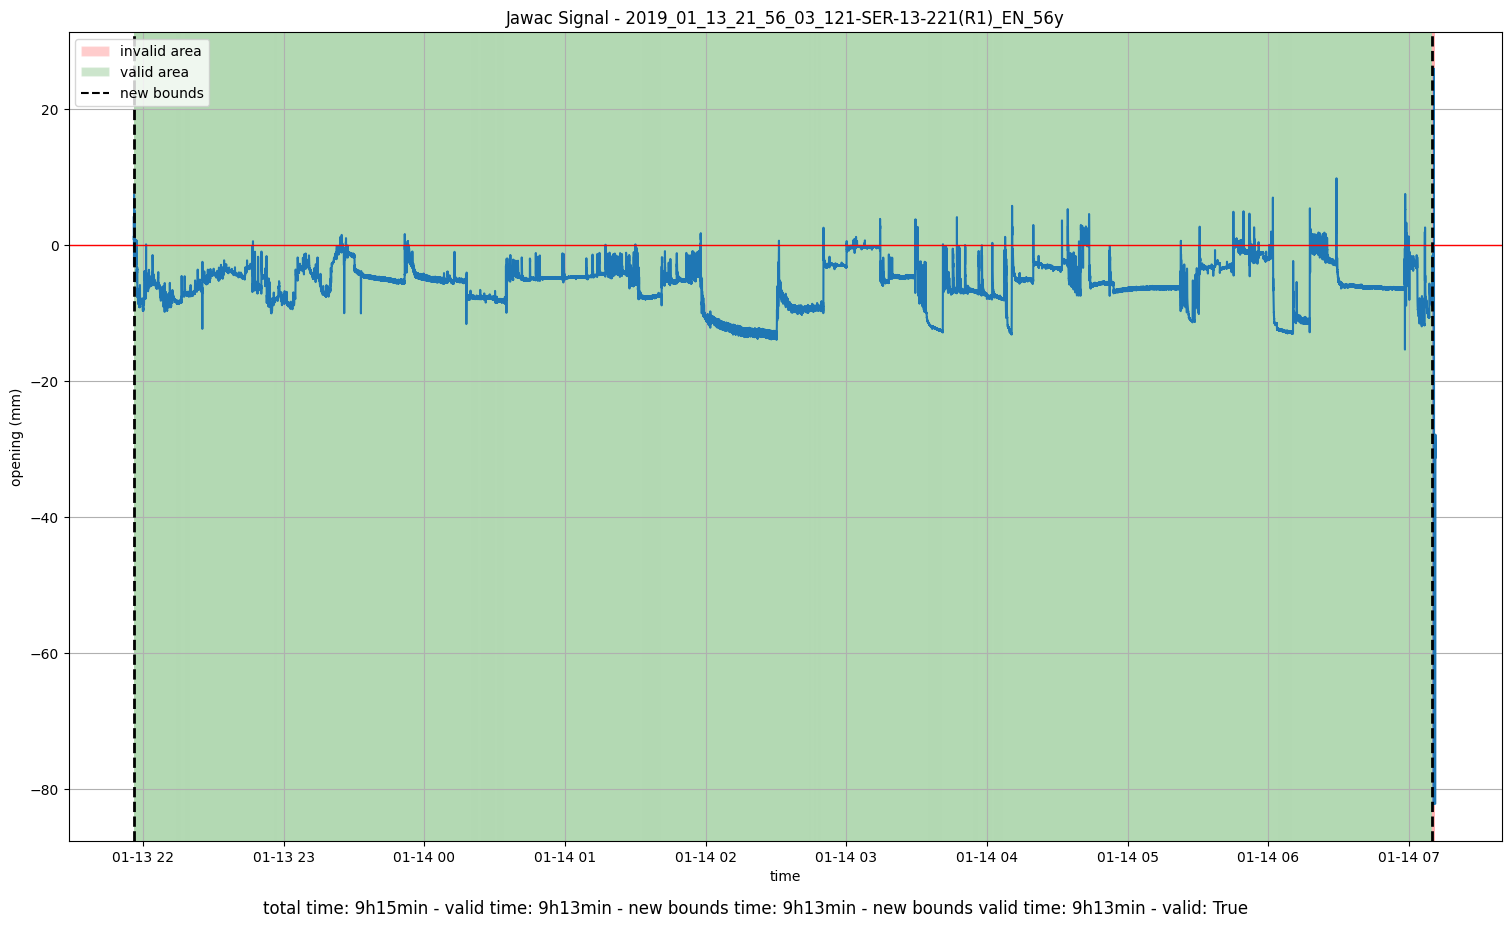 Jawac Signal - 2019_01_13_21_56_03_121-SER-13-221(R1)_EN_56y
invalid area
valid area
new bounds
20
0
−20
−40
−60
−80
opening (mm)
01-13 22
01-13 23
01-14 00
01-14 01
01-14 02
01-14 03
01-14 04
01-14 05
01-14 06
01-14 07
time
total time: 9h15min - valid time: 9h13min - new bounds time: 9h13min - new bounds valid time: 9h13min - valid: True